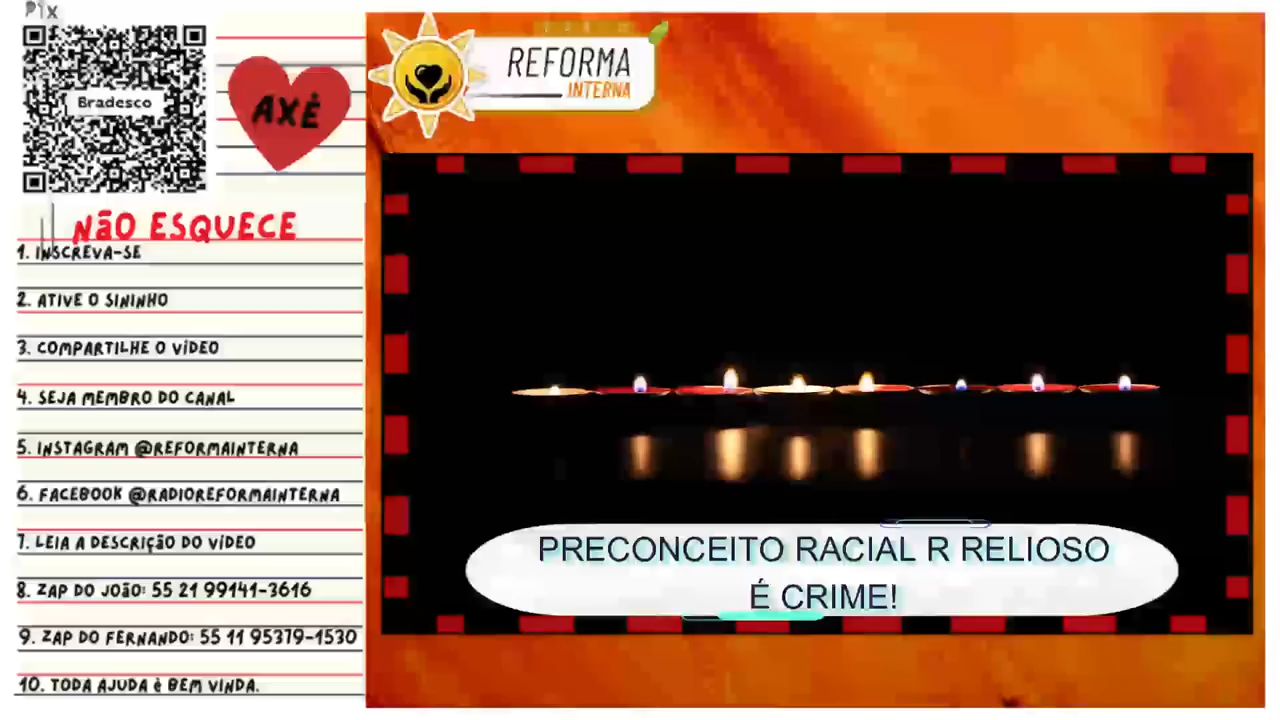 Pix
Bradesco
AXÉ
NÃO ESQUECE
1. INSCREVA-SE
2. ATIVE O SININHO
3. COMPARTILHE O VÍDEO
4. SEJA MEMBRO DO CANAL
5. INSTAGRAM @REFORMAINTERNA
6. FACEBOOK @RADIOREFORMAINTERNA
7. LEIA A DESCRIÇÃO DO VÍDEO
8. ZAP DO JOÃO: 55 21 99141-3616
9. ZAP DO FERNANDO: 55 11 95379-1530
10. TODA AJUDA É BEM VINDA.
REFORMA
INTERNA
PRECONCEITO RACIAL R RELIOSO
É CRIME!